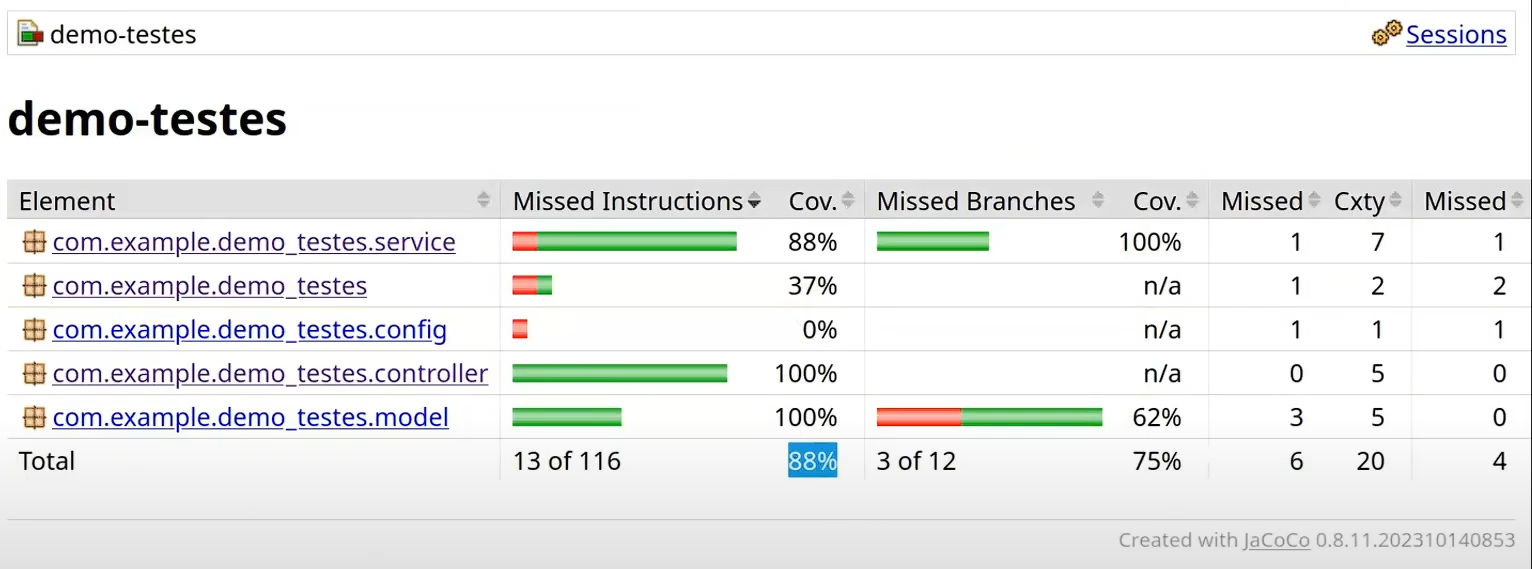 demo-testes Sessions
demo-testes
Element Missed Instructions Cov. Missed Branches Cov. Missed Cxty Missed
com.example.demo_testes.service 88% 100% 1 7 1
com.example.demo_testes 37% n/a 1 2 2
com.example.demo_testes.config 0% n/a 1 1 1
com.example.demo_testes.controller 100% n/a 0 5 0
com.example.demo_testes.model 100% 62% 3 5 0
Total 13 of 116 88% 3 of 12 75% 6 20 4
Created with JaCoCo 0.8.11.202310140853